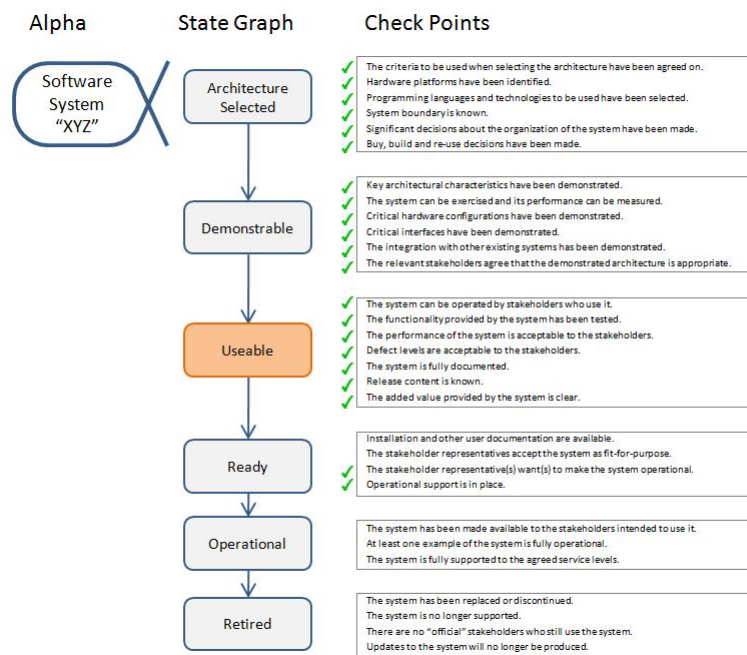 Alpha
State Graph
Check Points
Software
System
“XYZ”
Architecture
Selected
The criteria to be used when selecting the architecture have been agreed on.
Hardware platforms have been identified.
Programming languages and technologies to be used have been selected.
System boundary is known.
Significant decisions about the organization of the system have been made.
Buy, build and re-use decisions have been made.
Demonstrable
Key architectural characteristics have been demonstrated.
The system can be exercised and its performance can be measured.
Critical hardware configurations have been demonstrated.
Critical interfaces have been demonstrated.
The integration with other existing systems has been demonstrated.
The relevant stakeholders agree that the demonstrated architecture is appropriate.
Useable
The system can be operated by stakeholders who use it.
The functionality provided by the system has been tested.
The performance of the system is acceptable to the stakeholders.
Defect levels are acceptable to the stakeholders.
The system is fully documented.
Release content is known.
The added value provided by the system is clear.
Ready
Installation and other user documentation are available.
The stakeholder representatives accept the system as fit-for-purpose.
The stakeholder representative(s) want(s) to make the system operational.
Operational support is in place.
Operational
The system has been made available to the stakeholders intended to use it.
At least one example of the system is fully operational.
The system is fully supported to the agreed service levels.
Retired
The system has been replaced or discontinued.
The system is no longer supported.
There are no “official” stakeholders who still use the system.
Updates to the system will no longer be produced.